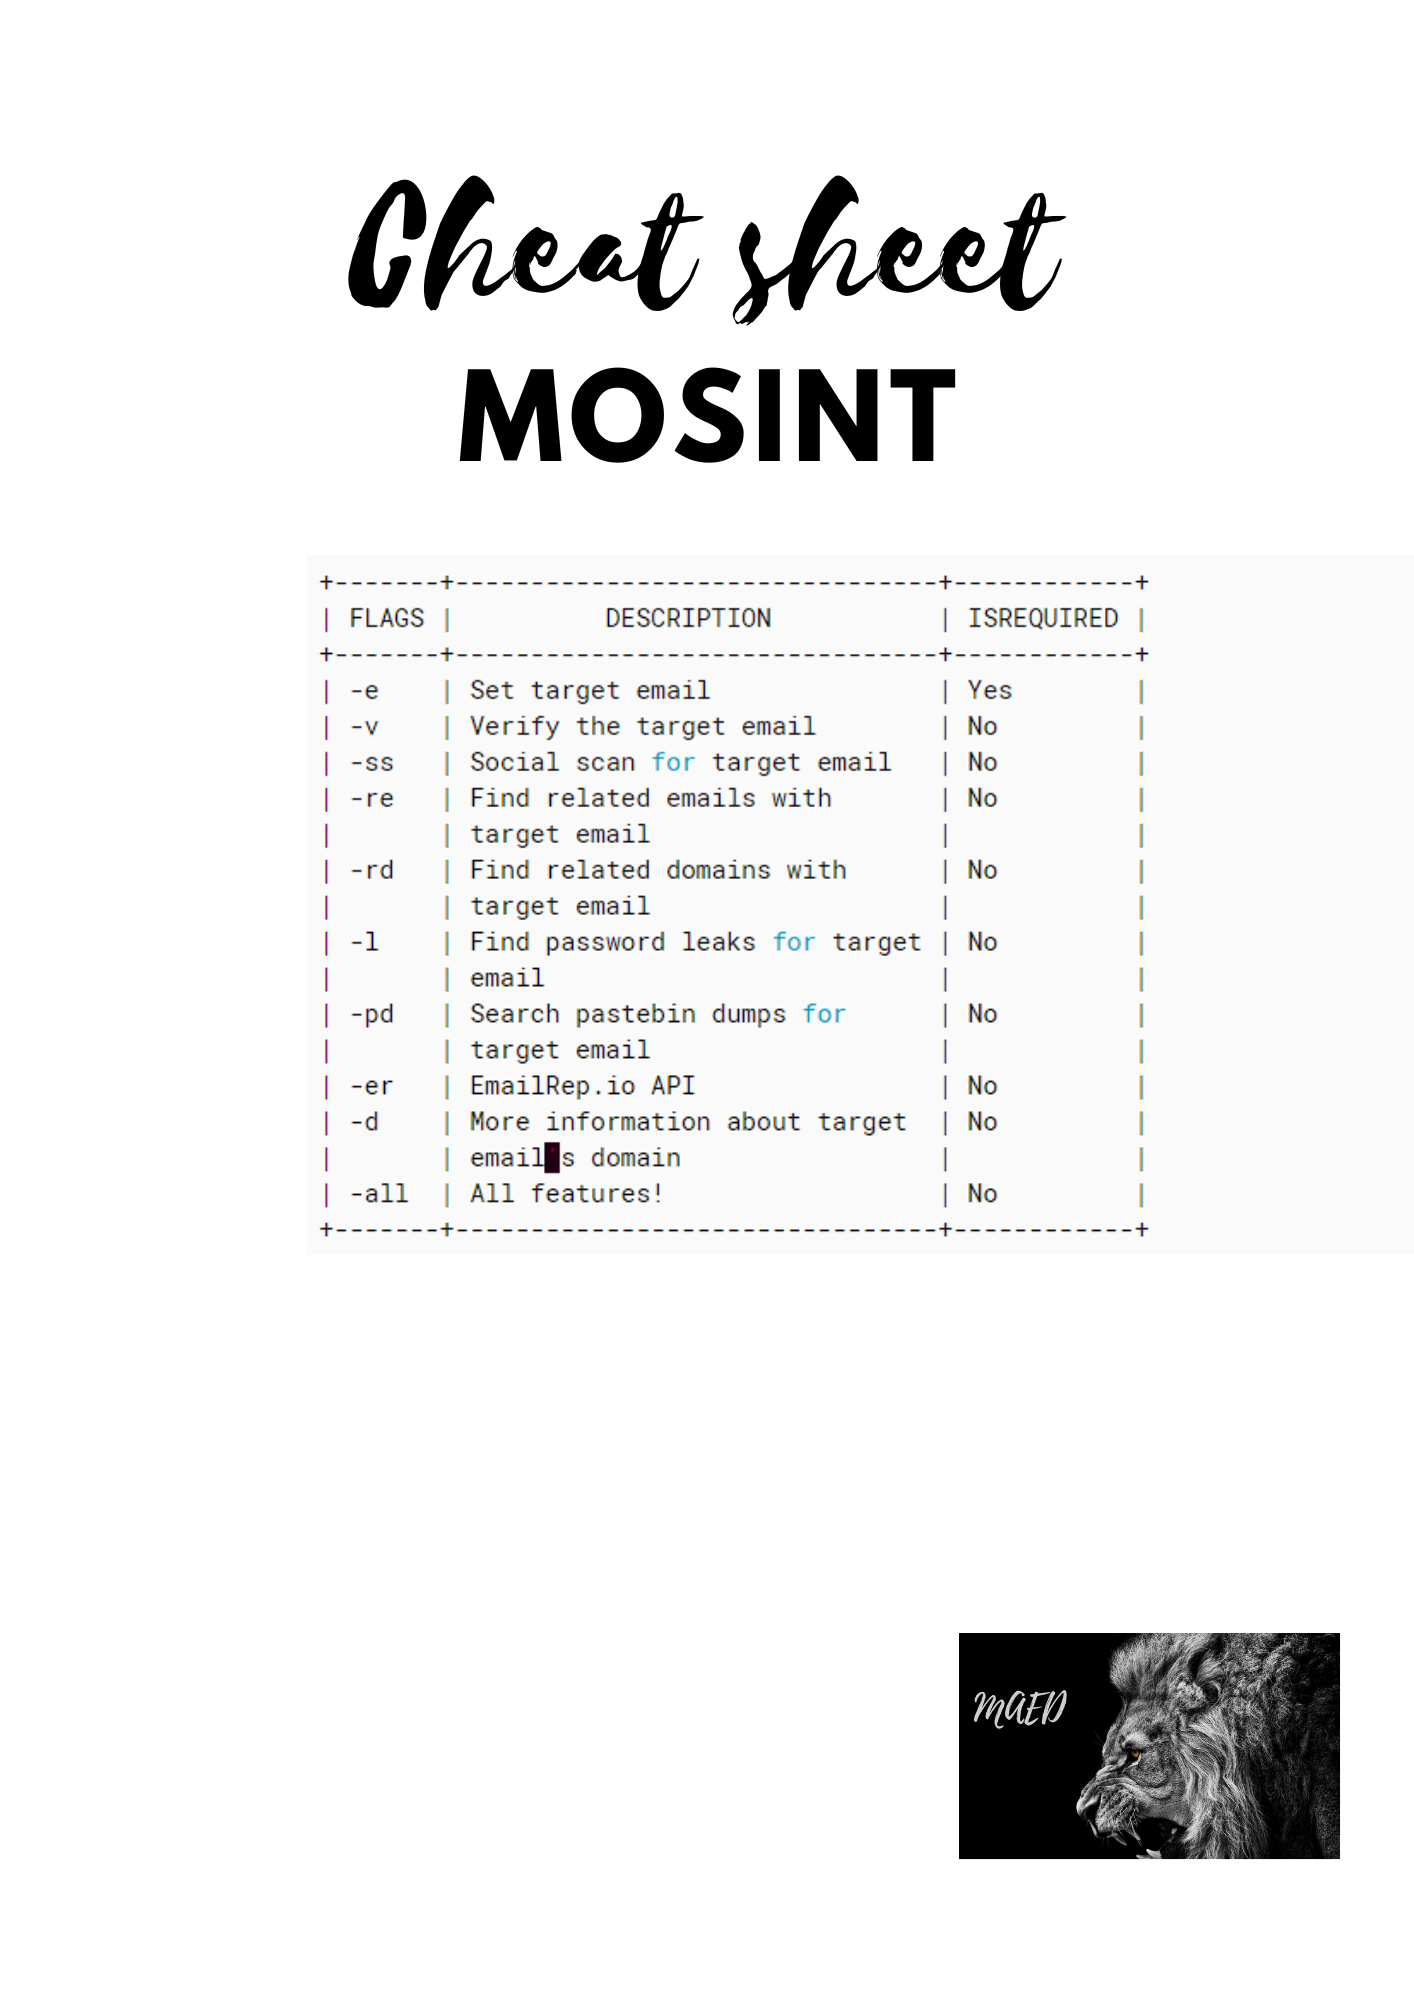 Cheat sheet
MOSINT
+-------+--------------------------------+------------+
| FLAGS |          DESCRIPTION           | ISREQUIRED |
+-------+--------------------------------+------------+
| -e    | Set target email               | Yes        |
| -v    | Verify the target email        | No         |
| -ss   | Social scan for target email   | No         |
| -re   | Find related emails with       | No         |
|       | target email                   |            |
| -rd   | Find related domains with      | No         |
|       | target email                   |            |
| -l    | Find password leaks for target | No         |
|       | email                          |            |
| -pd   | Search pastebin dumps for      | No         |
|       | target email                   |            |
| -er   | EmailRep.io API                | No         |
| -d    | More information about target  | No         |
|       | email's domain                 |            |
| -all  | All features!                  | No         |
+-------+--------------------------------+------------+
MAED